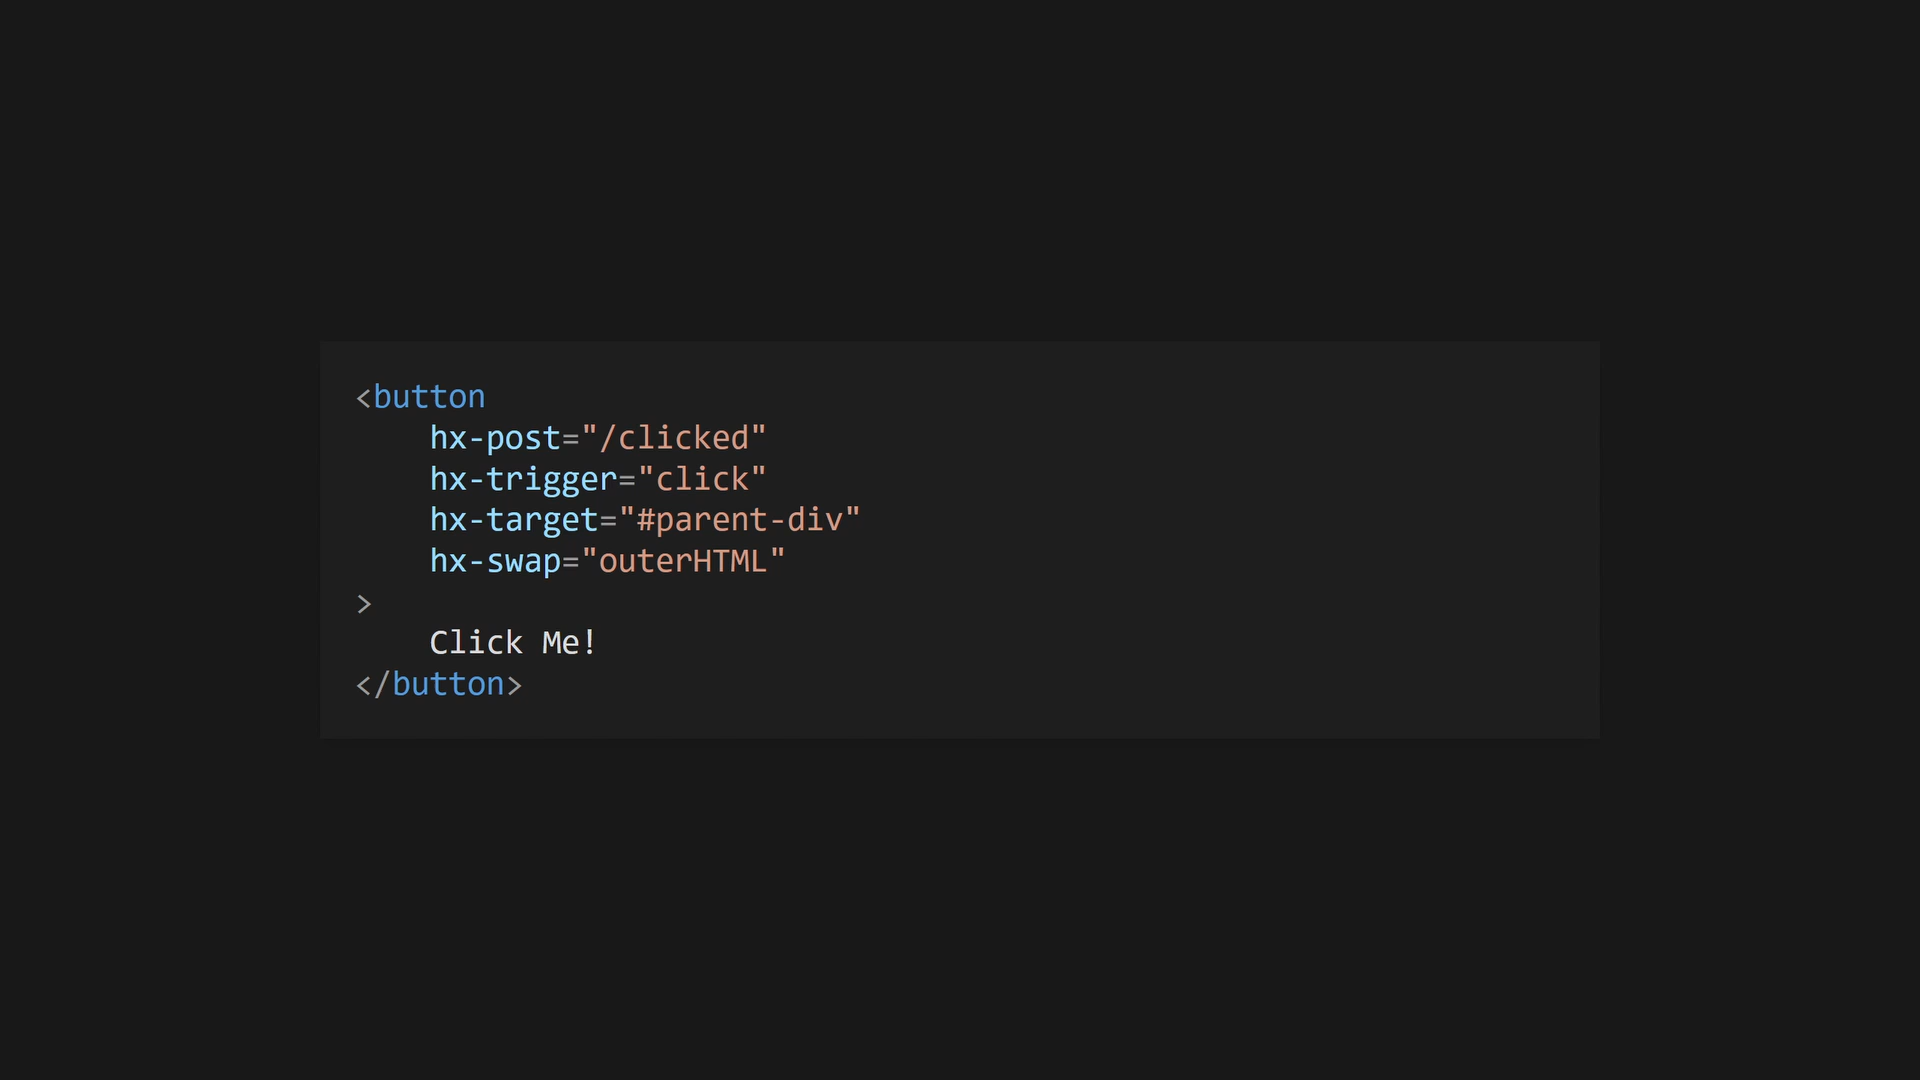 <button
    hx-post="/clicked"
    hx-trigger="click"
    hx-target="#parent-div"
    hx-swap="outerHTML"
>
    Click Me!
</button>